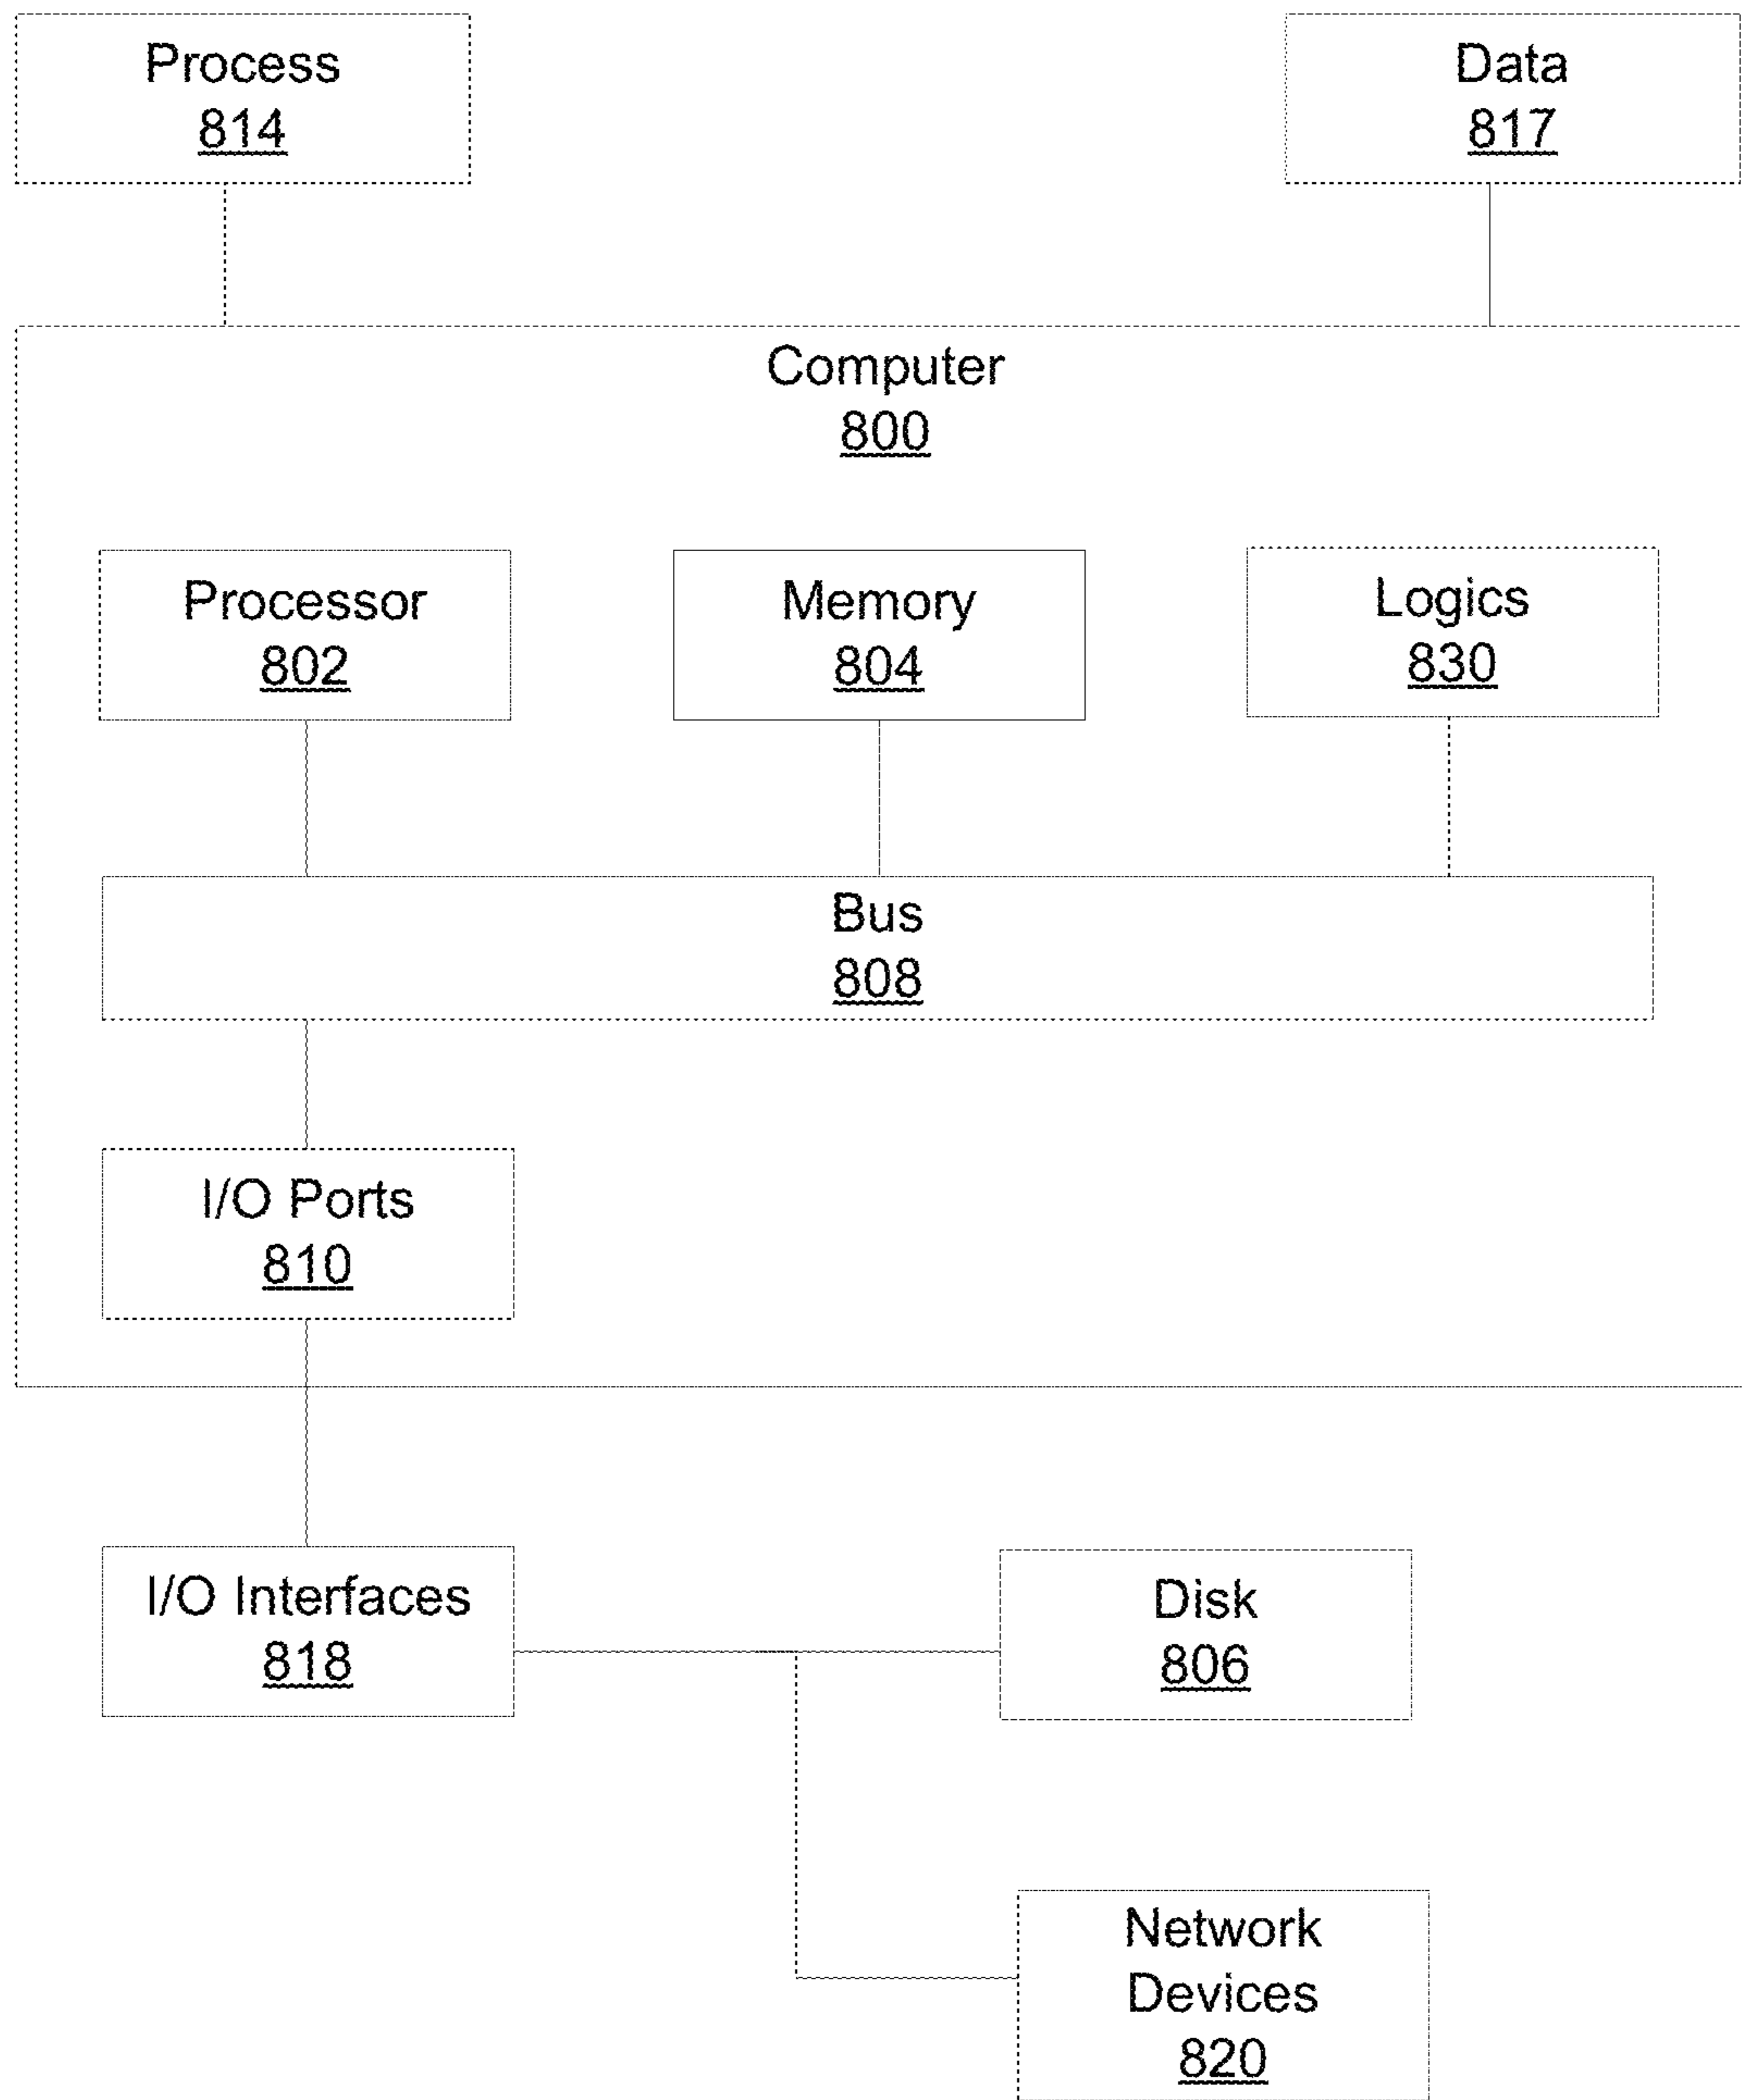 Process
814
Data
817
Computer
800
Processor
802
Memory
804
Logics
830
Bus
808
I/O Ports
810
I/O Interfaces
818
Disk
806
Network
Devices
820